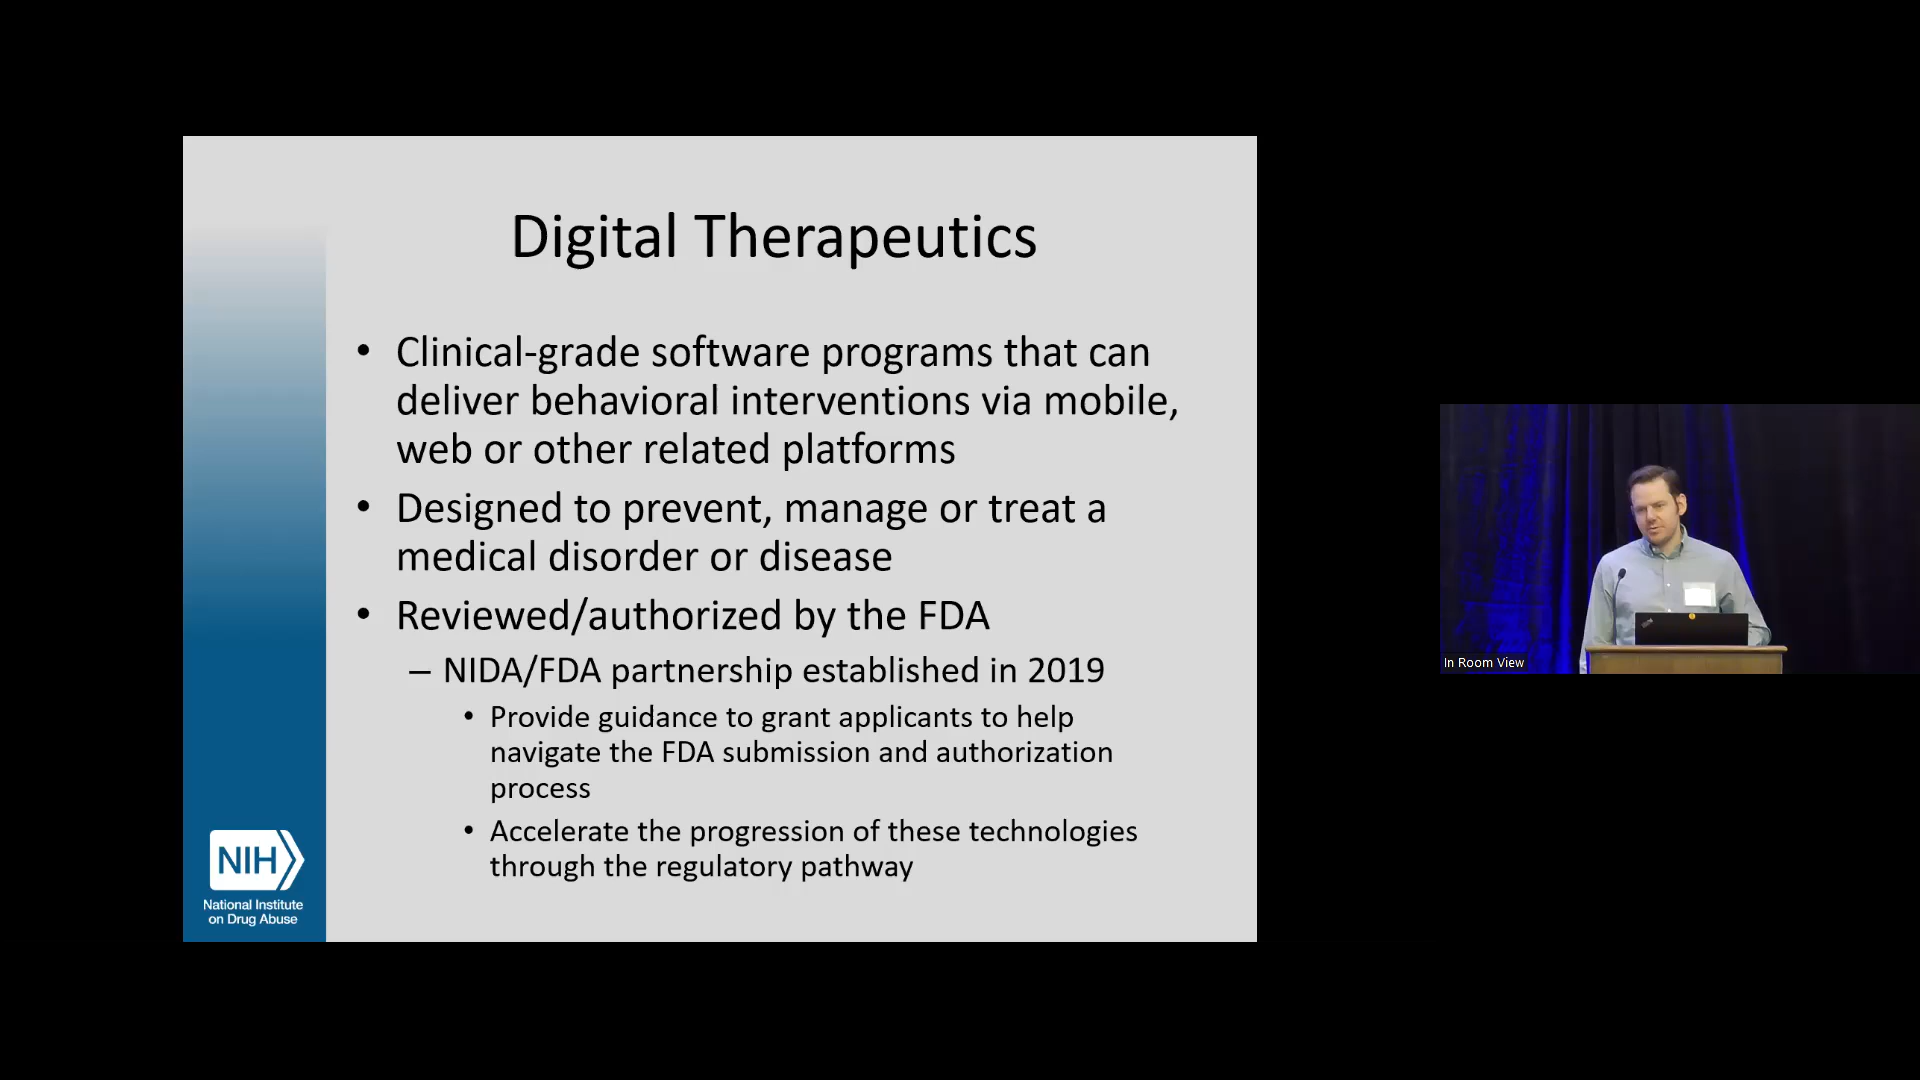 Digital Therapeutics
• Clinical-grade software programs that can
deliver behavioral interventions via mobile,
web or other related platforms
• Designed to prevent, manage or treat a
medical disorder or disease
• Reviewed/authorized by the FDA
– NIDA/FDA partnership established in 2019
• Provide guidance to grant applicants to help
navigate the FDA submission and authorization
process
• Accelerate the progression of these technologies
through the regulatory pathway
NIH
National Institute
on Drug Abuse
In Room View